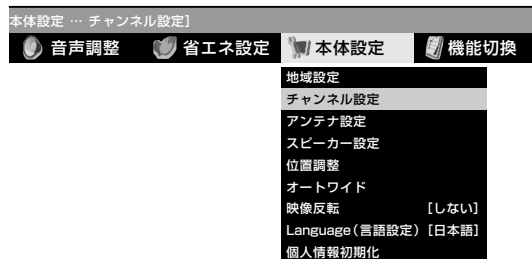 本体設定 … チャンネル設定]
音声調整 省エネ設定 本体設定 機能切換
地域設定
チャンネル設定
アンテナ設定
スピーカー設定
位置調整
オートワイド
映像反転 [しない]
Language(言語設定) [日本語]
個人情報初期化